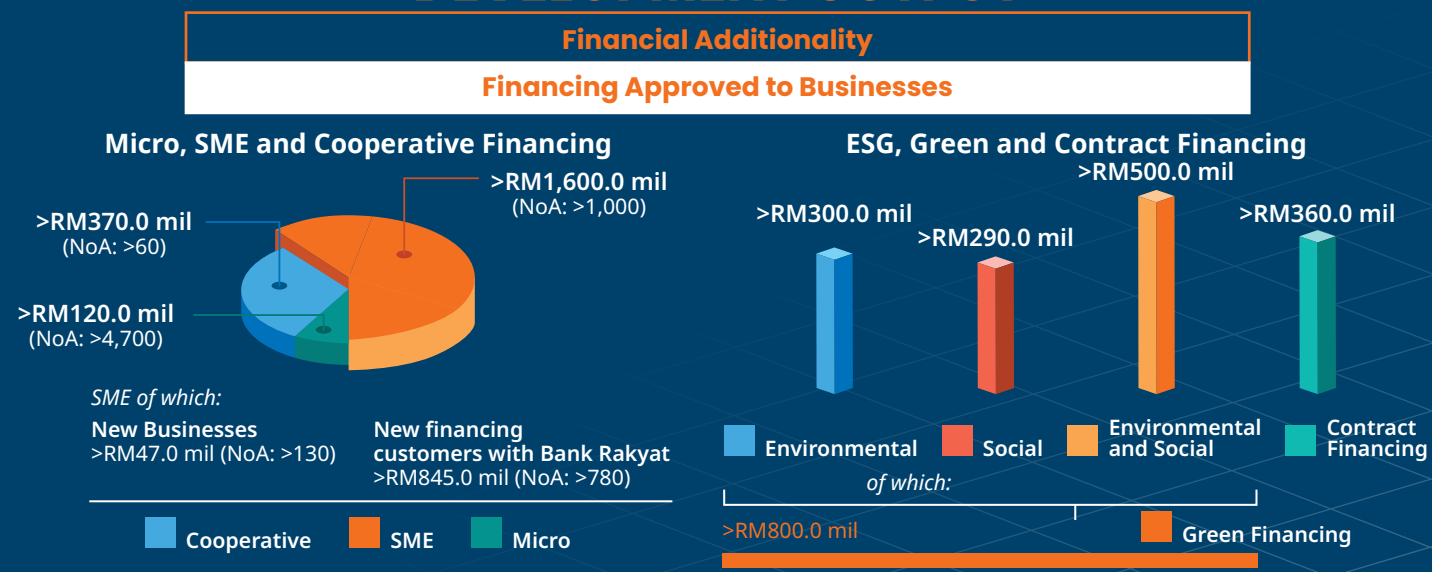 Financial Additionality
Financing Approved to Businesses
Micro, SME and Cooperative Financing
>RM1,600.0 mil
(NoA: >1,000)
>RM370.0 mil
(NoA: >60)
>RM120.0 mil
(NoA: >4,700)
SME of which:
New Businesses
>RM47.0 mil (NoA: >130)
New financing
customers with Bank Rakyat
>RM845.0 mil (NoA: >780)
Cooperative
SME
Micro
ESG, Green and Contract Financing
>RM300.0 mil
>RM290.0 mil
>RM500.0 mil
>RM360.0 mil
Environmental
Social
Environmental
and Social
Contract
Financing
of which:
>RM800.0 mil
Green Financing